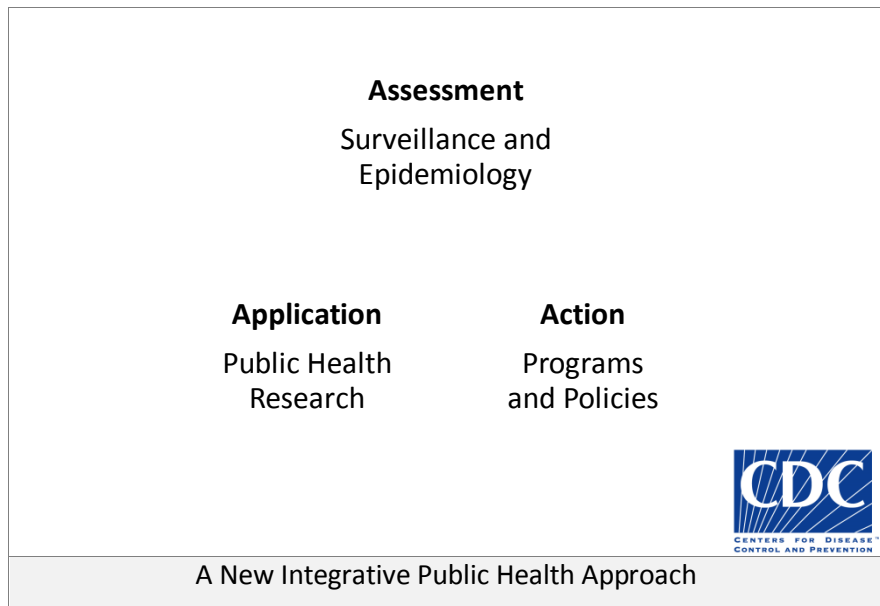 Assessment
Surveillance and
Epidemiology
Application
Public Health
Research
Action
Programs
and Policies
CDC
CENTERS FOR DISEASE™
CONTROL AND PREVENTION
A New Integrative Public Health Approach